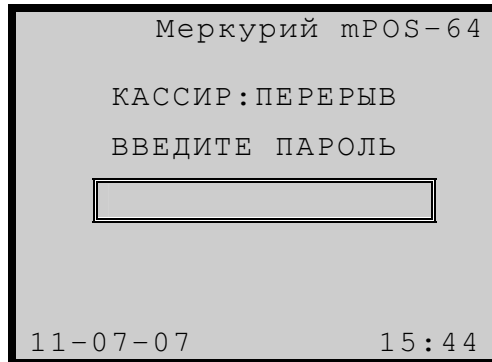 Меркурий mPOS-64
КАССИР:ПЕРЕРЫВ
ВВЕДИТЕ ПАРОЛЬ
11-07-07 15:44